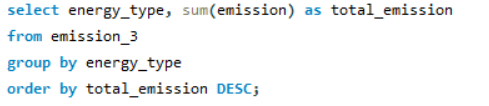 select energy_type, sum(emission) as total_emission
from emission_3
group by energy_type
order by total_emission DESC;